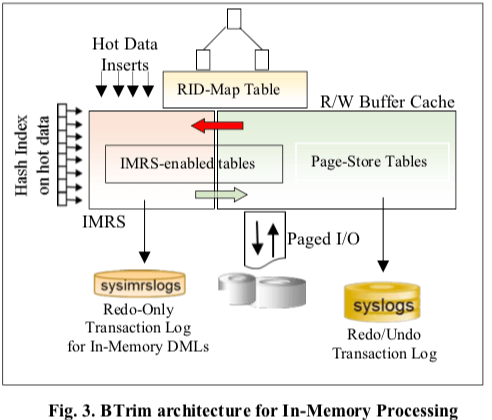 Hot Data
Inserts
RID-Map Table
R/W Buffer Cache
Hash Index
on hot data
IMRS-enabled tables
Page-Store Tables
IMRS
Paged I/O
sysimrslogs
syslogs
Redo-Only
Transaction Log
for In-Memory DMLs
Redo/Undo
Transaction Log
Fig. 3. BTrim architecture for In-Memory Processing